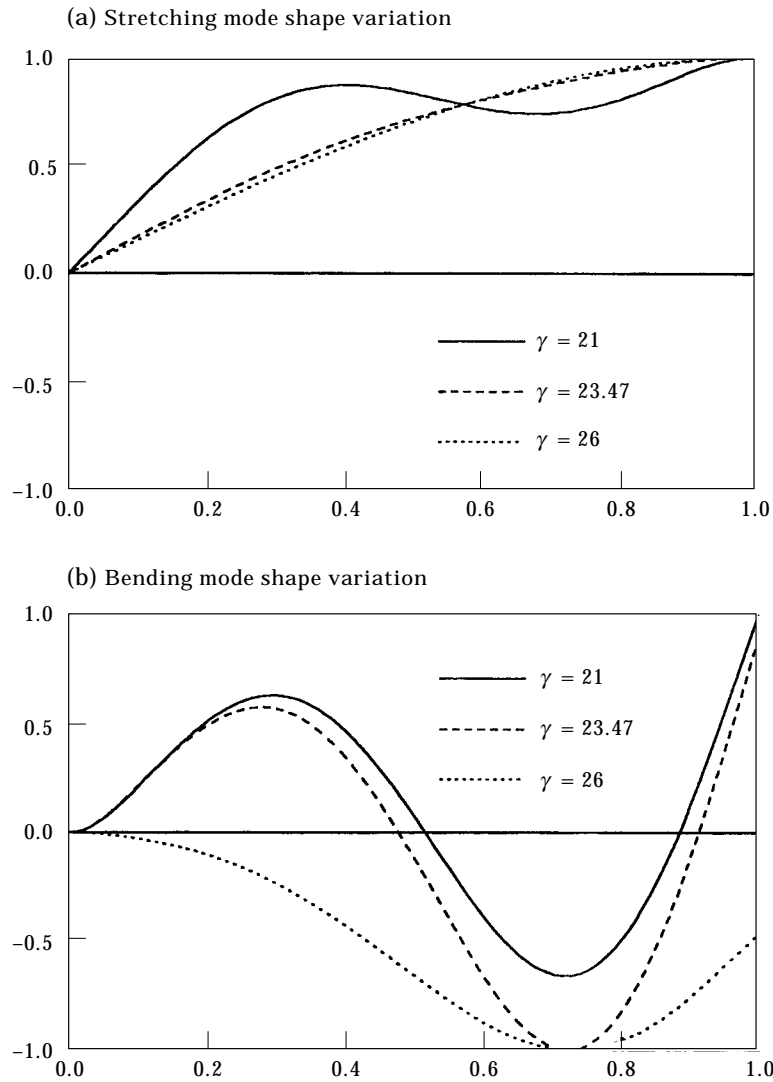 (a) Stretching mode shape variation
1.0
0.5
0.0
−0.5
−1.0
γ = 21
γ = 23.47
γ = 26
0.0 0.2 0.4 0.6 0.8 1.0
(b) Bending mode shape variation
1.0
0.5
0.0
−0.5
−1.0
γ = 21
γ = 23.47
γ = 26
0.0 0.2 0.4 0.6 0.8 1.0